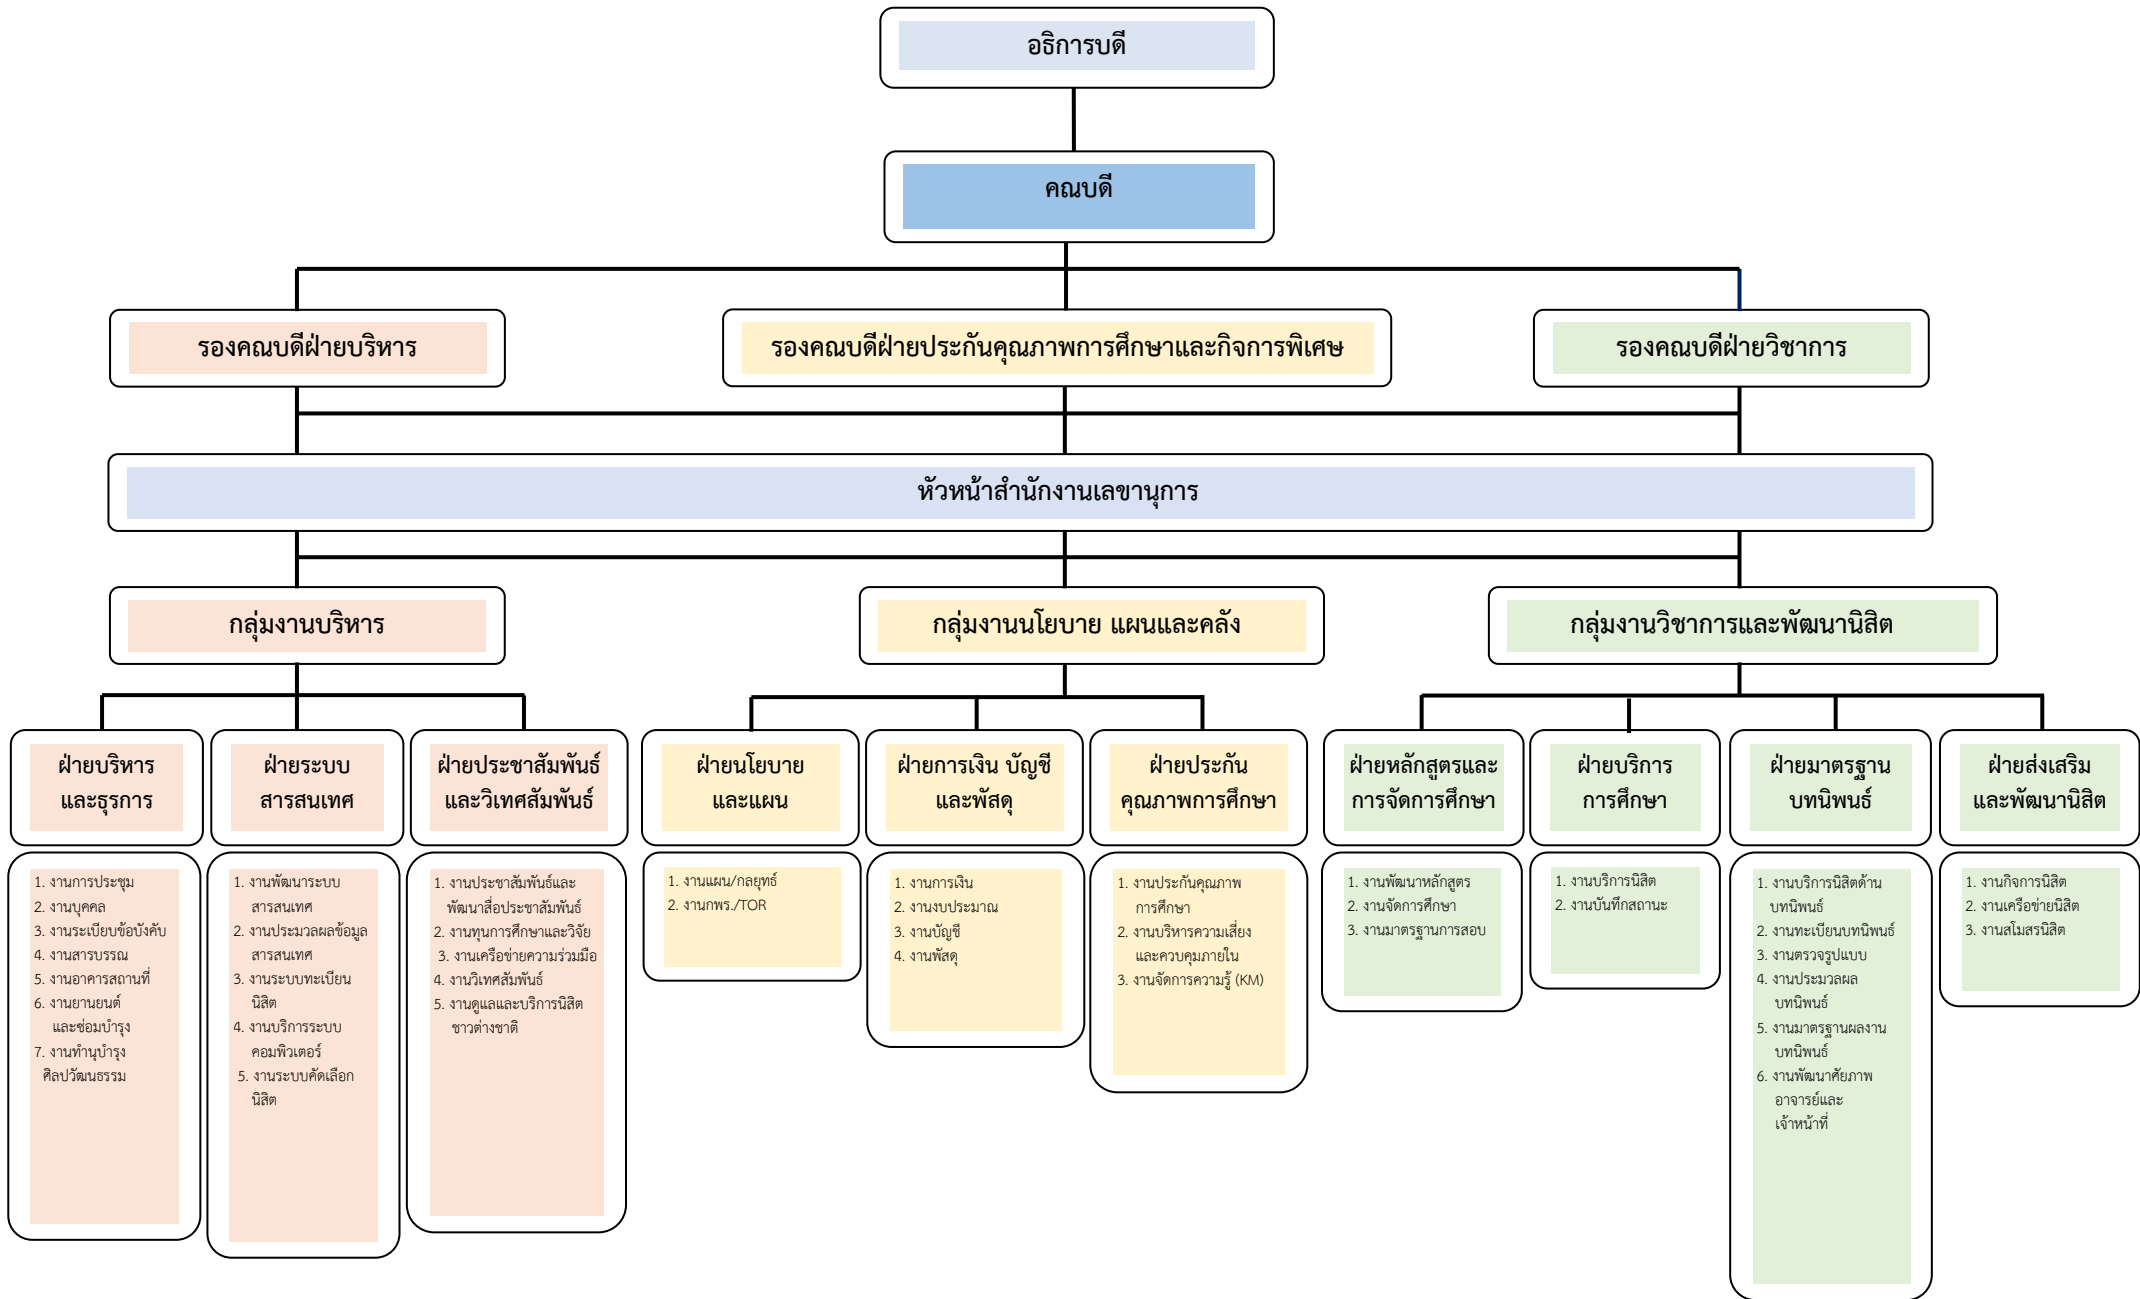 อธิการบดี
คณบดี
รองคณบดีฝ่ายบริหาร
รองคณบดีฝ่ายประกันคุณภาพการศึกษาและกิจการพิเศษ
รองคณบดีฝ่ายวิชาการ
หัวหน้าสำนักงานเลขานุการ
กลุ่มงานบริหาร
กลุ่มงานนโยบาย แผนและคลัง
กลุ่มงานวิชาการและพัฒนานิสิต
ฝ่ายบริหาร
และธุรการ
ฝ่ายระบบ
สารสนเทศ
ฝ่ายประชาสัมพันธ์
และวิเทศสัมพันธ์
ฝ่ายนโยบาย
และแผน
ฝ่ายการเงิน บัญชี
และพัสดุ
ฝ่ายประกัน
คุณภาพการศึกษา
ฝ่ายหลักสูตรและ
การจัดการศึกษา
ฝ่ายบริการ
การศึกษา
ฝ่ายมาตรฐาน
บทนิพนธ์
ฝ่ายส่งเสริม
และพัฒนานิสิต
1. งานการประชุม
2. งานบุคคล
3. งานระเบียบข้อบังคับ
4. งานสารบรรณ
5. งานอาคารสถานที่
6. งานยานยนต์
และซ่อมบำรุง
7. งานทำนุบำรุง
ศิลปวัฒนธรรม
1. งานพัฒนาระบบ
สารสนเทศ
2. งานประมวลผลข้อมูล
สารสนเทศ
3. งานระบบทะเบียน
นิสิต
4. งานบริการระบบ
คอมพิวเตอร์
5. งานระบบคัดเลือก
นิสิต
1. งานประชาสัมพันธ์และ
พัฒนาสื่อประชาสัมพันธ์
2. งานทุนการศึกษาและวิจัย
3. งานเครือข่ายความร่วมมือ
4. งานวิเทศสัมพันธ์
5. งานดูแลและบริการนิสิต
ชาวต่างชาติ
1. งานแผน/กลยุทธ์
2. งานกพร./TOR
1. งานการเงิน
2. งานงบประมาณ
3. งานบัญชี
4. งานพัสดุ
1. งานประกันคุณภาพ
การศึกษา
2. งานบริหารความเสี่ยง
และควบคุมภายใน
3. งานจัดการความรู้ (KM)
1. งานพัฒนาหลักสูตร
2. งานจัดการศึกษา
3. งานมาตรฐานการสอบ
1. งานบริการนิสิต
2. งานบันทึกสถานะ
1. งานบริการนิสิตด้าน
บทนิพนธ์
2. งานทะเบียนบทนิพนธ์
3. งานตรวจรูปแบบ
4. งานประมวลผล
บทนิพนธ์
5. งานมาตรฐานผลงาน
บทนิพนธ์
6. งานพัฒนาศัยภาพ
อาจารย์และ
เจ้าหน้าที่
1. งานกิจการนิสิต
2. งานเครือข่ายนิสิต
3. งานสโมสรนิสิต